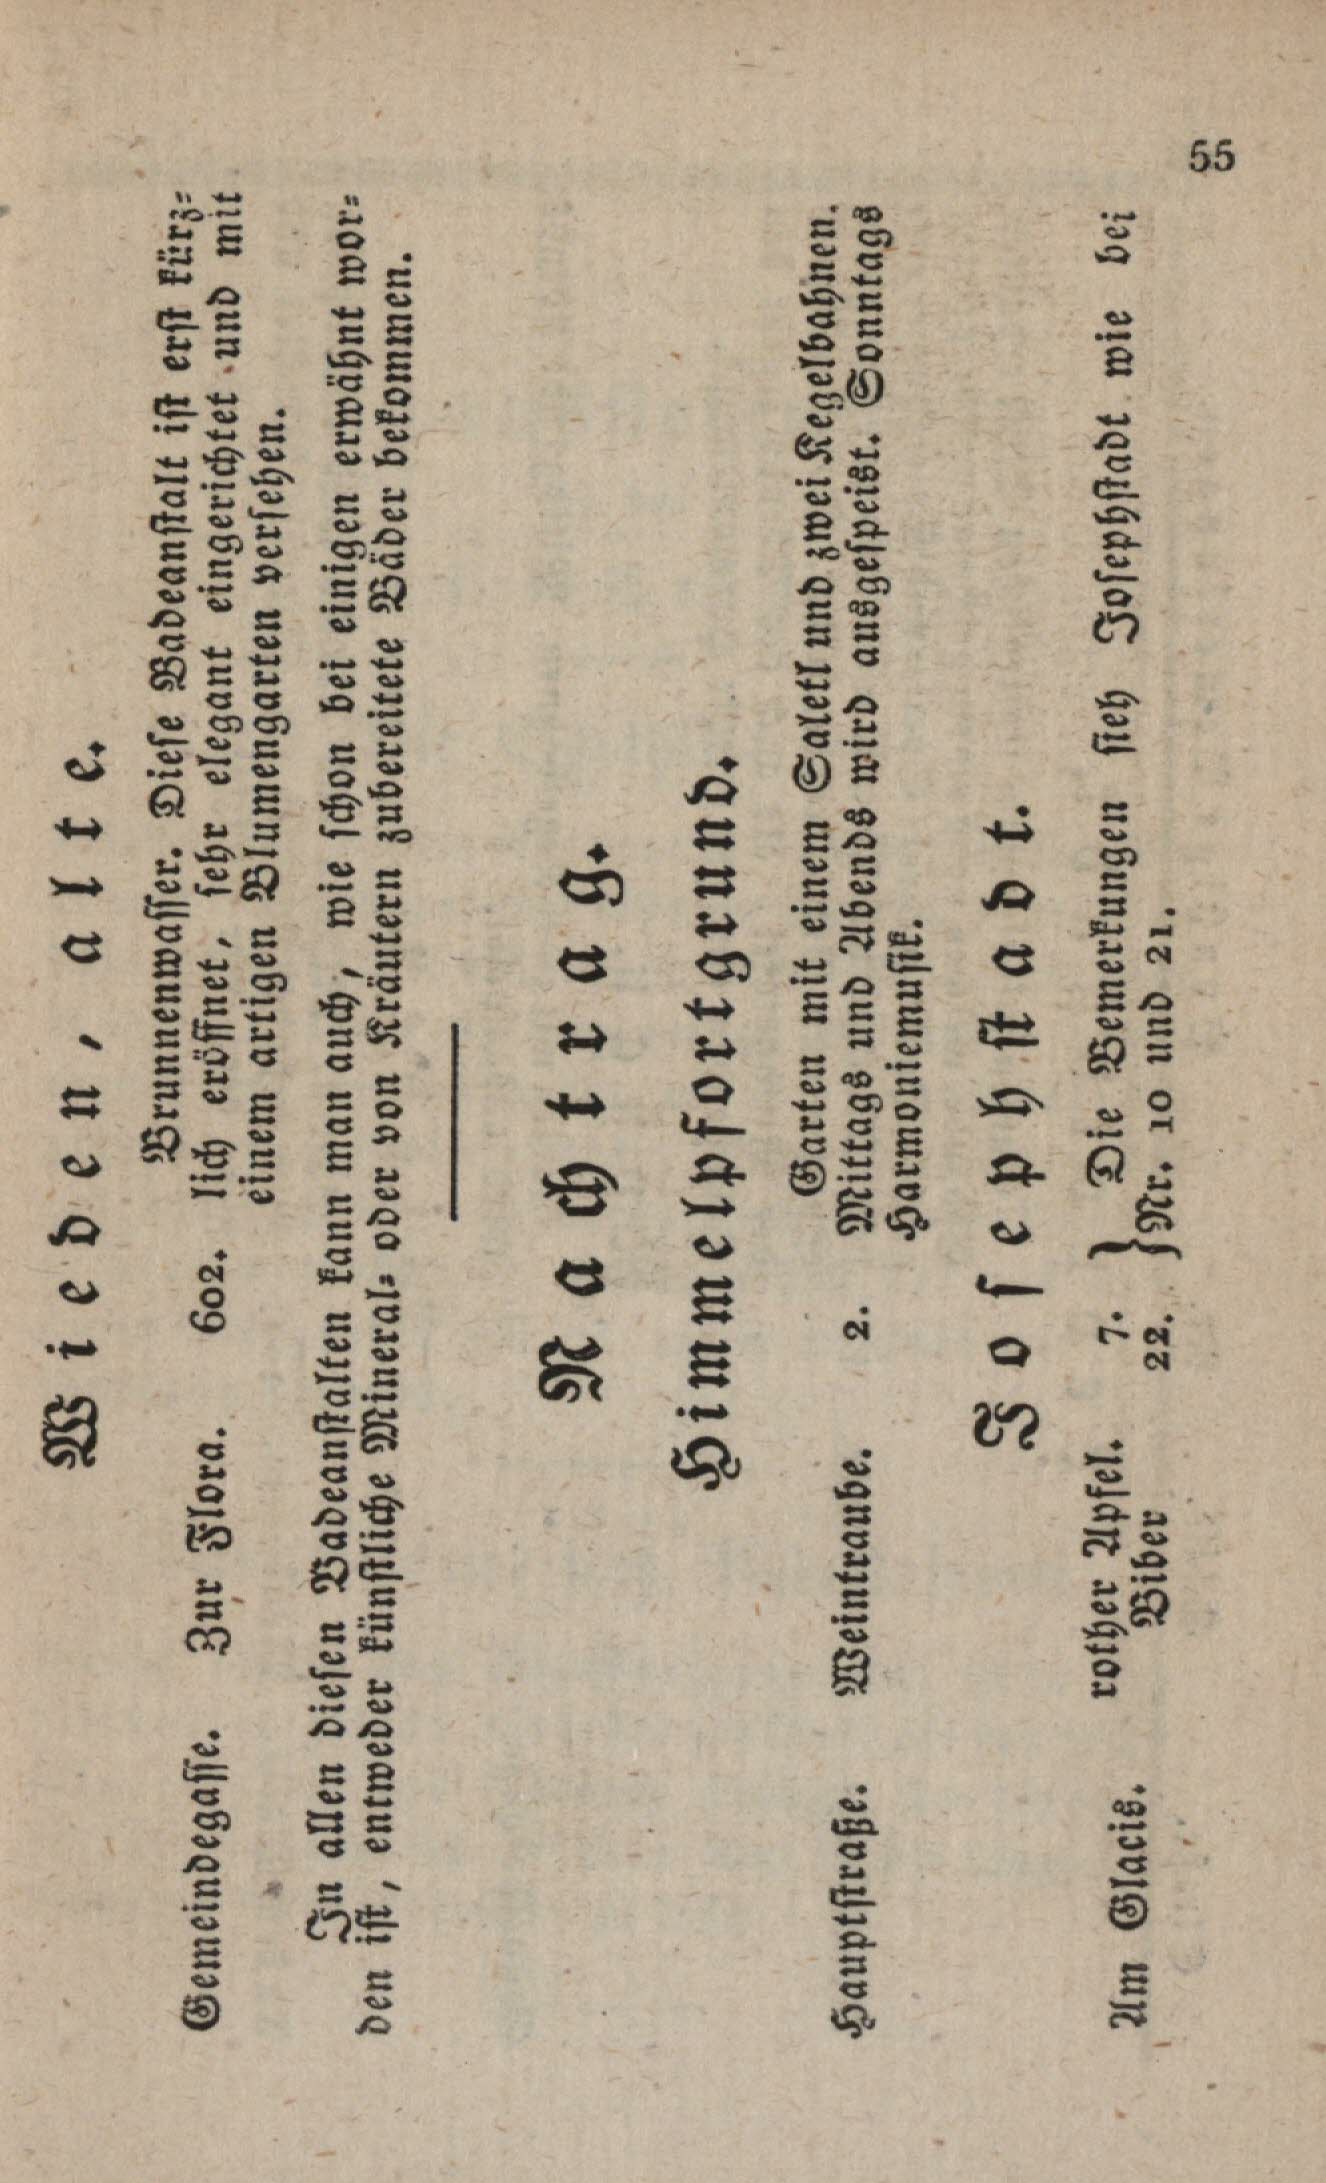 55
Wieden, alte.
Brunnenwasser. Diese Badeanstalt ist erst kürz=
Gemeindegasse. Zur Flora. 602. lich eröffnet, sehr elegant eingerichtet und mit
einem artigen Blumengarten versehen.
In allen diesen Badeanstalten kann man auch, wie schon bei einigen erwähnt wor=
den ist, entweder künstliche Mineral= oder von Kräutern zubereitete Bäder bekommen.
Nachtrag.
Himmelpfortgrund.
Garten mit einem Saletl und zwei Kegelbahnen.
Hauptstraße. Weintraube. 2. Mittags und Abends wird ausgespeist. Sonntags
Harmoniemusik.
Josephstadt.
Am Glacis. rother Apfel. 7. } Die Bemerkungen sieh Josephstadt wie bei
Biber 22. } Nr. 10 und 21.